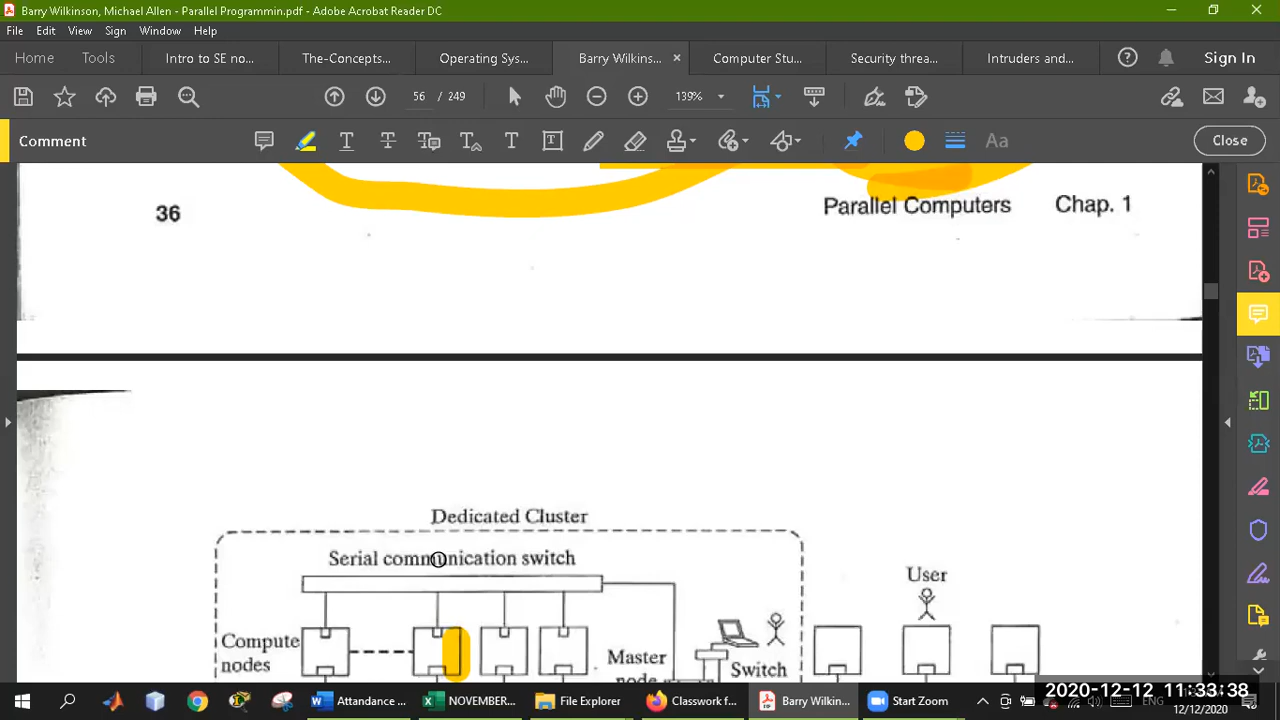 Barry Wilkinson, Michael Allen - Parallel Programmin.pdf - Adobe Acrobat Reader DC
File Edit View Sign Window Help
Home Tools Intro to SE no... The-Concepts... Operating Sys... Barry Wilkins... × Computer Stu... Security threa... Intruders and... Sign In
56 / 249 139%
Comment Close
36 Parallel Computers Chap. 1
Dedicated Cluster
Serial communication switch
User
Compute
nodes
Master
node
Switch
Attandance ... NOVEMBER... File Explorer Classwork f... Barry Wilkinso... Start Zoom ENG
2020-12-12 11:33:38
12/12/2020